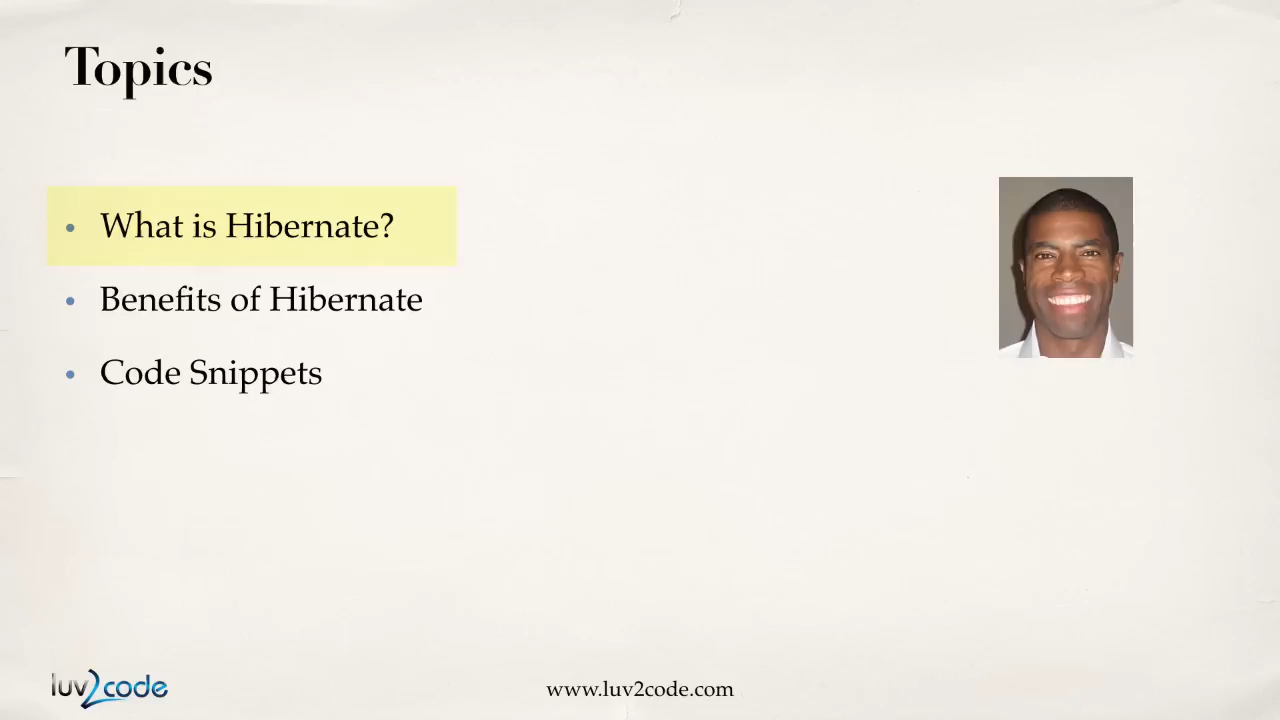 Topics
• What is Hibernate?
• Benefits of Hibernate
• Code Snippets
luv2code
www.luv2code.com